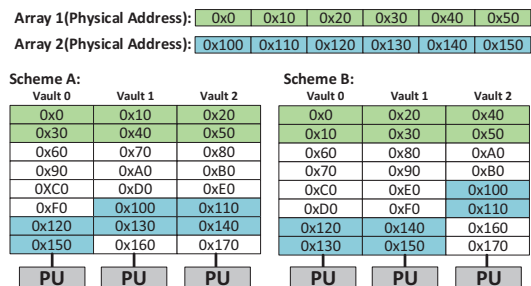 Array 1(Physical Address): 0x0 0x10 0x20 0x30 0x40 0x50
Array 2(Physical Address): 0x100 0x110 0x120 0x130 0x140 0x150
Scheme A:
Vault 0 Vault 1 Vault 2
0x0 0x10 0x20
0x30 0x40 0x50
0x60 0x70 0x80
0x90 0xA0 0xB0
0XC0 0xD0 0xE0
0xF0 0x100 0x110
0x120 0x130 0x140
0x150 0x160 0x170
PU PU PU
Scheme B:
Vault 0 Vault 1 Vault 2
0x0 0x20 0x40
0x10 0x30 0x50
0x60 0x80 0xA0
0x70 0x90 0xB0
0xC0 0xE0 0x100
0xD0 0xF0 0x110
0x120 0x140 0x160
0x130 0x150 0x170
PU PU PU